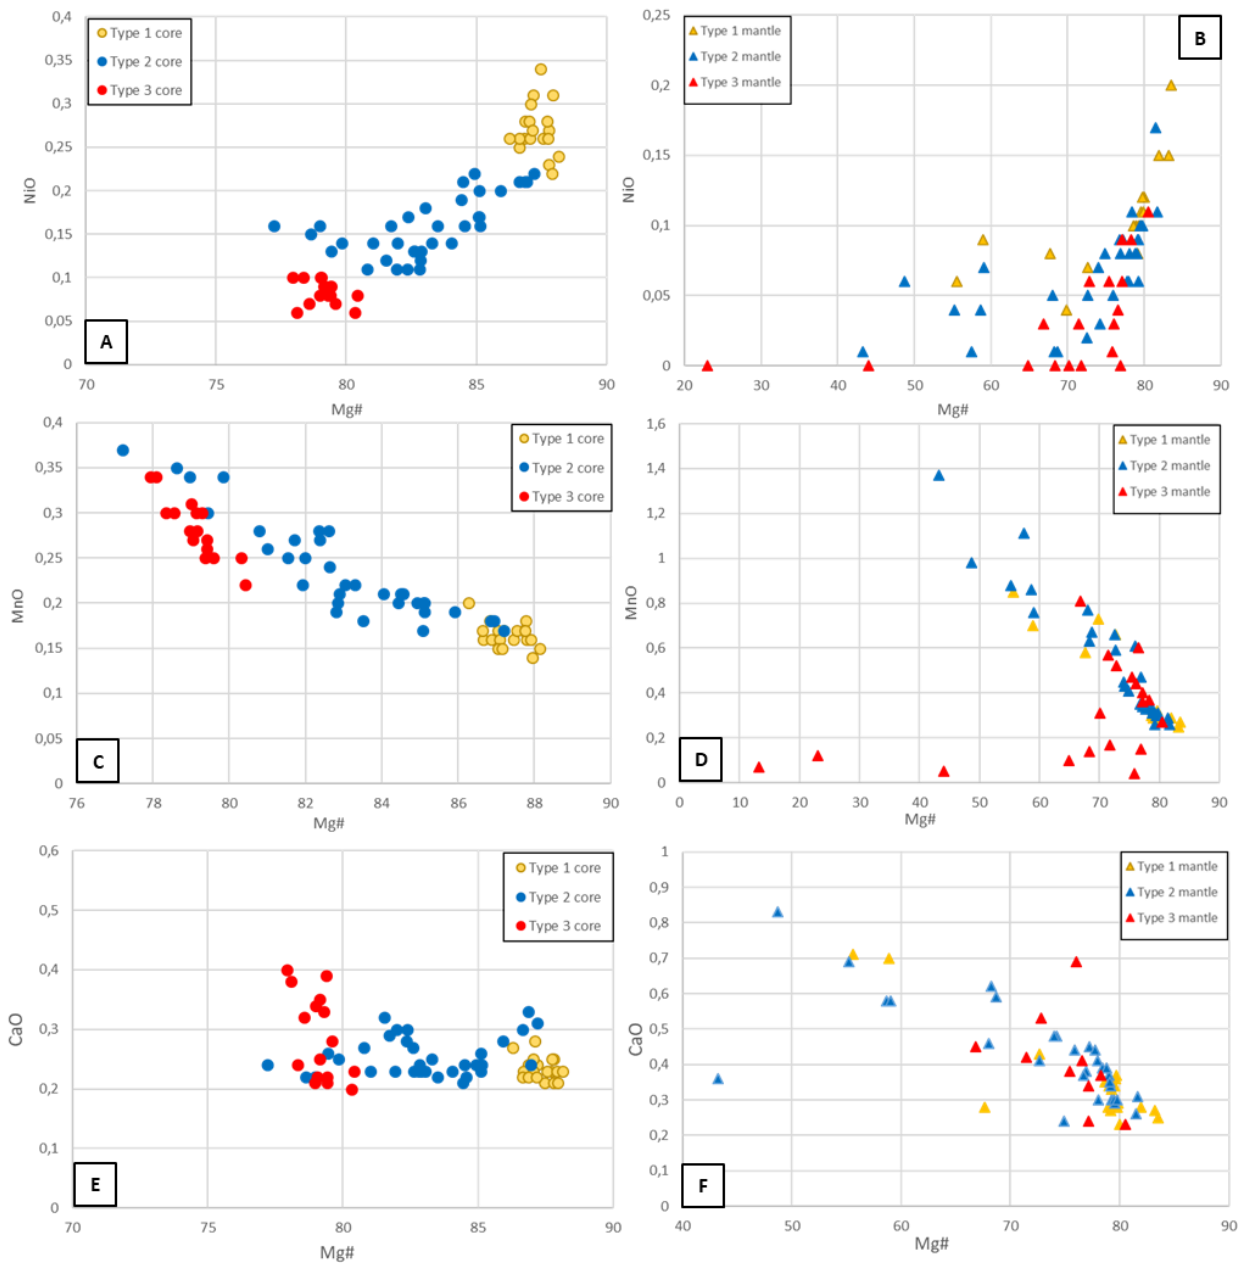 0,4
0,35
0,3
0,25
0,2
0,15
0,1
0,05
0
NiO
Type 1 core
Type 2 core
Type 3 core
A
70
75
80
85
90
Mg#
0,25
0,2
0,15
0,1
0,05
0
NiO
Type 1 mantle
Type 2 mantle
Type 3 mantle
B
20
30
40
50
60
70
80
90
Mg#
0,4
0,35
0,3
0,25
0,2
0,15
0,1
0,05
0
MnO
Type 1 core
Type 2 core
Type 3 core
C
76
78
80
82
84
86
88
90
Mg#
1,6
1,4
1,2
1
0,8
0,6
0,4
0,2
0
MnO
Type 1 mantle
Type 2 mantle
Type 3 mantle
D
0
10
20
30
40
50
60
70
80
90
Mg#
0,6
0,5
0,4
0,3
0,2
0,1
0
CaO
Type 1 core
Type 2 core
Type 3 core
E
70
75
80
85
90
Mg#
1
0,9
0,8
0,7
0,6
0,5
0,4
0,3
0,2
0,1
0
CaO
Type 1 mantle
Type 2 mantle
Type 3 mantle
F
40
50
60
70
80
90
Mg#